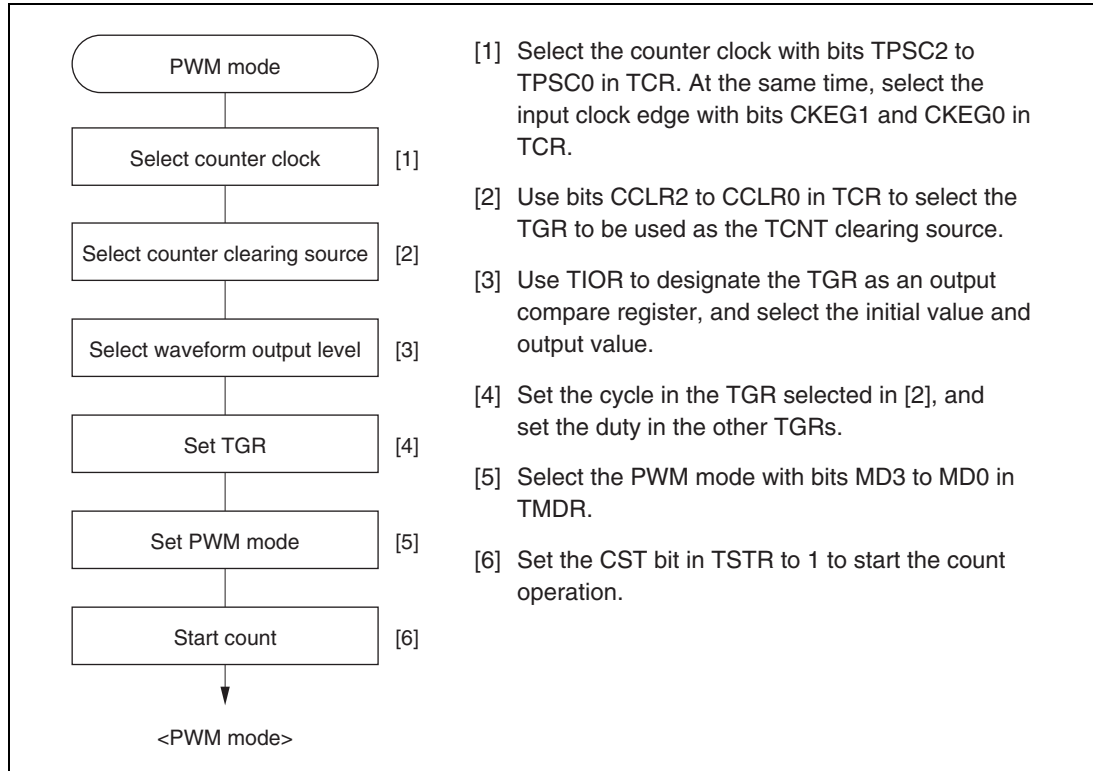 PWM mode
Select counter clock [1]
Select counter clearing source [2]
Select waveform output level [3]
Set TGR [4]
Set PWM mode [5]
Start count [6]
<PWM mode>
[1] Select the counter clock with bits TPSC2 to
TPSC0 in TCR. At the same time, select the
input clock edge with bits CKEG1 and CKEG0 in
TCR.
[2] Use bits CCLR2 to CCLR0 in TCR to select the
TGR to be used as the TCNT clearing source.
[3] Use TIOR to designate the TGR as an output
compare register, and select the initial value and
output value.
[4] Set the cycle in the TGR selected in [2], and
set the duty in the other TGRs.
[5] Select the PWM mode with bits MD3 to MD0 in
TMDR.
[6] Set the CST bit in TSTR to 1 to start the count
operation.